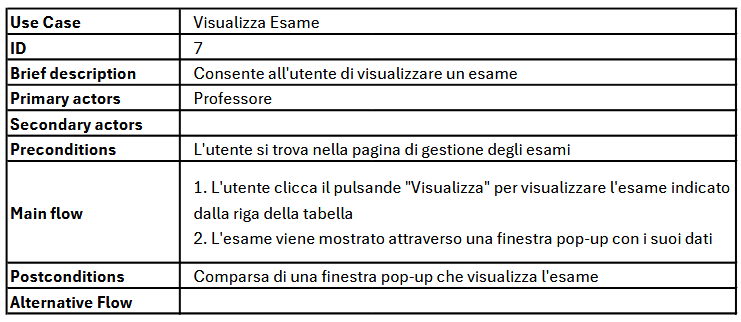 Use Case Visualizza Esame
ID 7
Brief description Consente all'utente di visualizzare un esame
Primary actors Professore
Secondary actors
Preconditions L'utente si trova nella pagina di gestione degli esami
Main flow 1. L'utente clicca il pulsande "Visualizza" per visualizzare l'esame indicato
dalla riga della tabella
2. L'esame viene mostrato attraverso una finestra pop-up con i suoi dati
Postconditions Comparsa di una finestra pop-up che visualizza l'esame
Alternative Flow